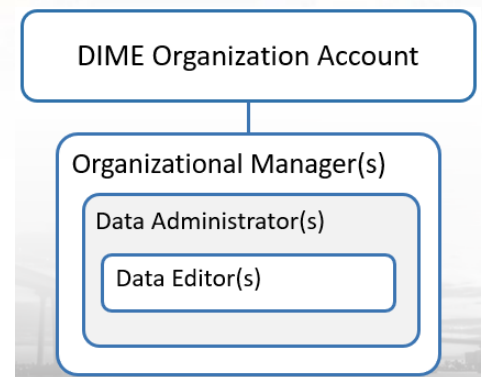 DIME Organization Account
Organizational Manager(s)
Data Administrator(s)
Data Editor(s)